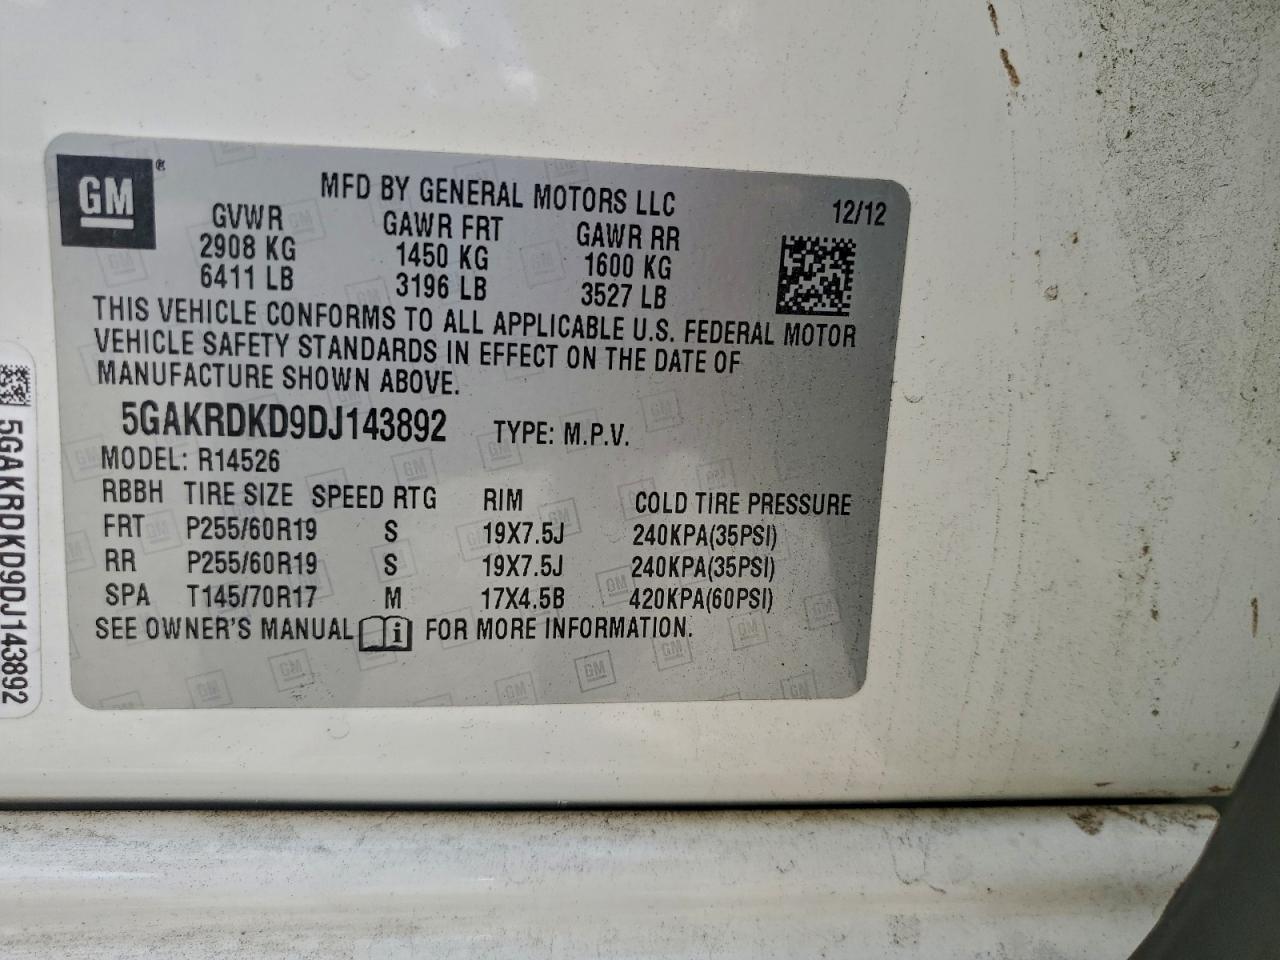 GM ®
MFD BY GENERAL MOTORS LLC
12/12
GVWR GAWR FRT GAWR RR
2908 KG 1450 KG 1600 KG
6411 LB 3196 LB 3527 LB
THIS VEHICLE CONFORMS TO ALL APPLICABLE U.S. FEDERAL MOTOR
VEHICLE SAFETY STANDARDS IN EFFECT ON THE DATE OF
MANUFACTURE SHOWN ABOVE.
5GAKRDKD9DJ143892 TYPE: M.P.V.
MODEL: R14526
RBBH TIRE SIZE SPEED RTG RIM COLD TIRE PRESSURE
FRT P255/60R19 S 19X7.5J 240KPA(35PSI)
RR P255/60R19 S 19X7.5J 240KPA(35PSI)
SPA T145/70R17 M 17X4.5B 420KPA(60PSI)
SEE OWNER'S MANUAL i FOR MORE INFORMATION.
5GAKRDKD9DJ143892